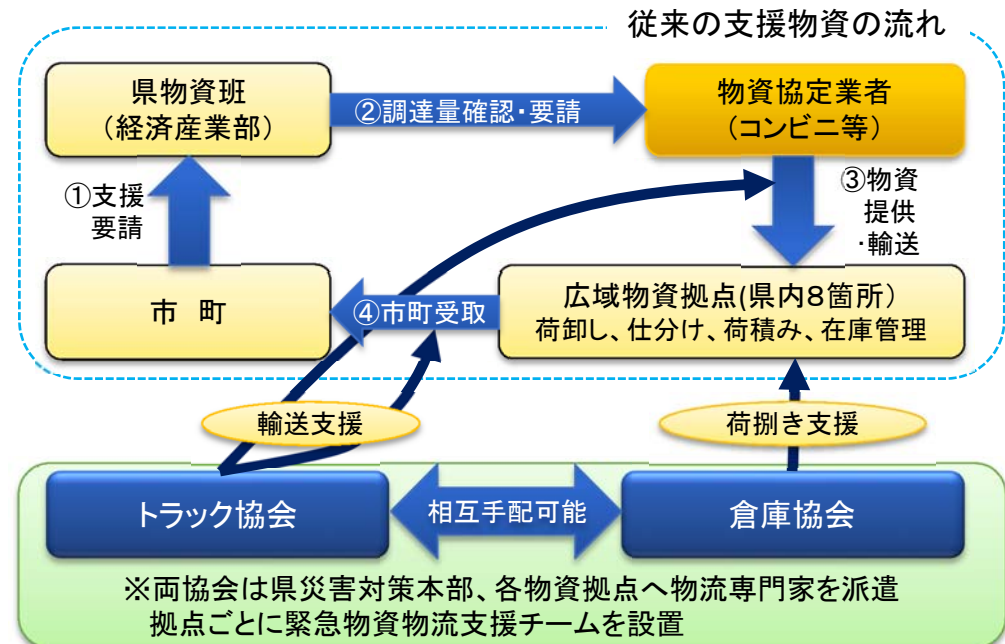 従来の支援物資の流れ
県物資班
（経済産業部）
②調達量確認・要請
物資協定業者
（コンビニ等）
①支援
要請
③物資
提供
・輸送
市 町
④市町受取
広域物資拠点(県内８箇所）
荷卸し、仕分け、荷積み、在庫管理
輸送支援
荷捌き支援
トラック協会
相互手配可能
倉庫協会
※両協会は県災害対策本部、各物資拠点へ物流専門家を派遣
拠点ごとに緊急物資物流支援チームを設置